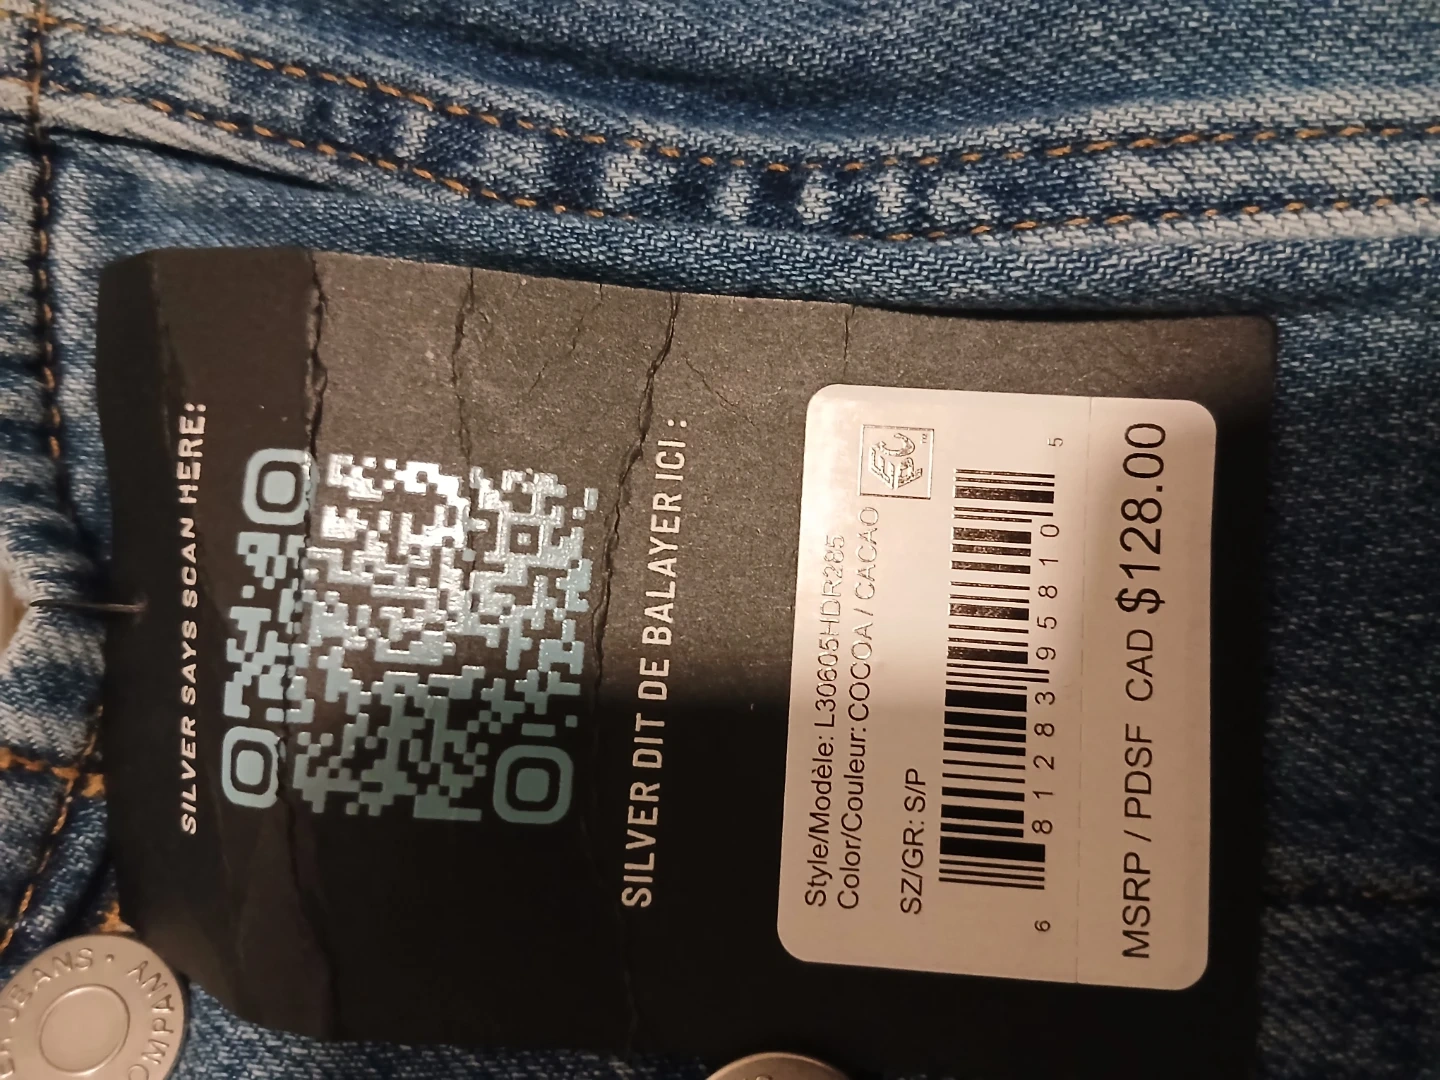 SILVER SAYS SCAN HERE:
SILVER DIT DE BALAYER ICI :
Style/Modèle: L30605HDR285
Color/Couleur: COCOA / CACAO
SZ/GR: S/P
6 81283 95810 5
MSRP / PDSF CAD $128.00
JEANS · COMPANY